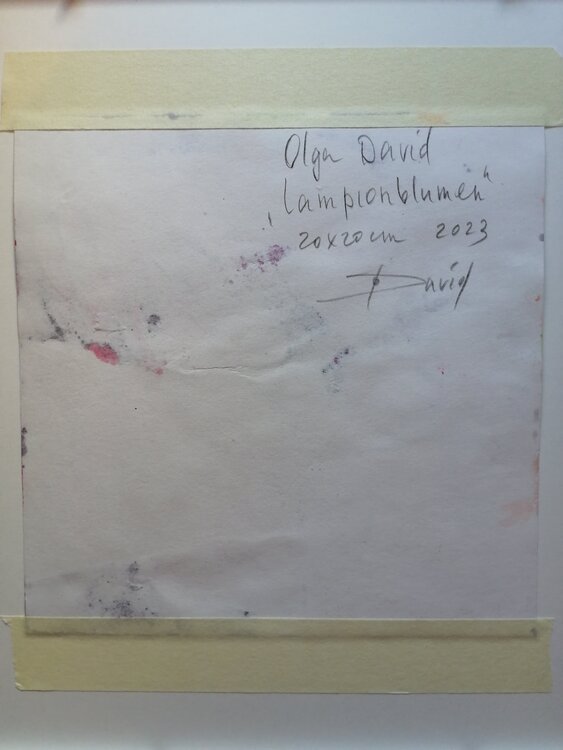 Olga David
„Lampionblumen“
20x20cm 2023
David